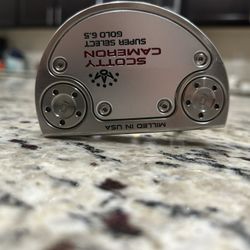 SCOTTY
CAMERON
SUPER SELECT
GOLO 6.5
MILLED IN USA